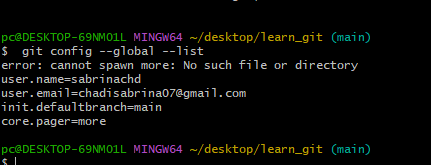 pc@DESKTOP-69NMO1L MINGW64 ~/desktop/learn_git (main)
$  git config --global --list
error: cannot spawn more: No such file or directory
user.name=sabrinachd
user.email=chadisabrina07@gmail.com
init.defaultbranch=main
core.pager=more
pc@DESKTOP-69NMO1L MINGW64 ~/desktop/learn_git (main)
$